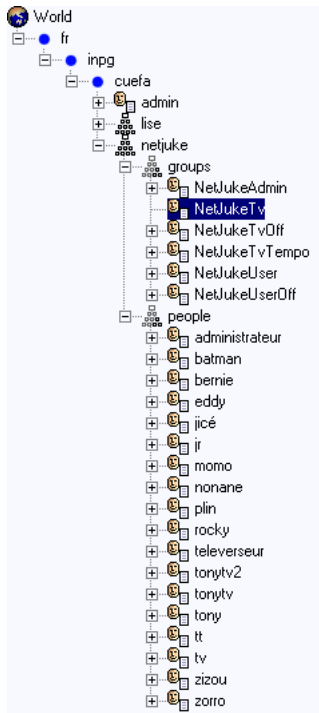 World
fr
inpg
cuefa
admin
lise
netjuke
groups
NetJukeAdmin
NetJukeTv
NetJukeTvOff
NetJukeTvTempo
NetJukeUser
NetJukeUserOff
people
administrateur
batman
bernie
eddy
jicé
jr
momo
nonane
plin
rocky
televerseur
tonytv2
tonytv
tony
tt
tv
zizou
zorro